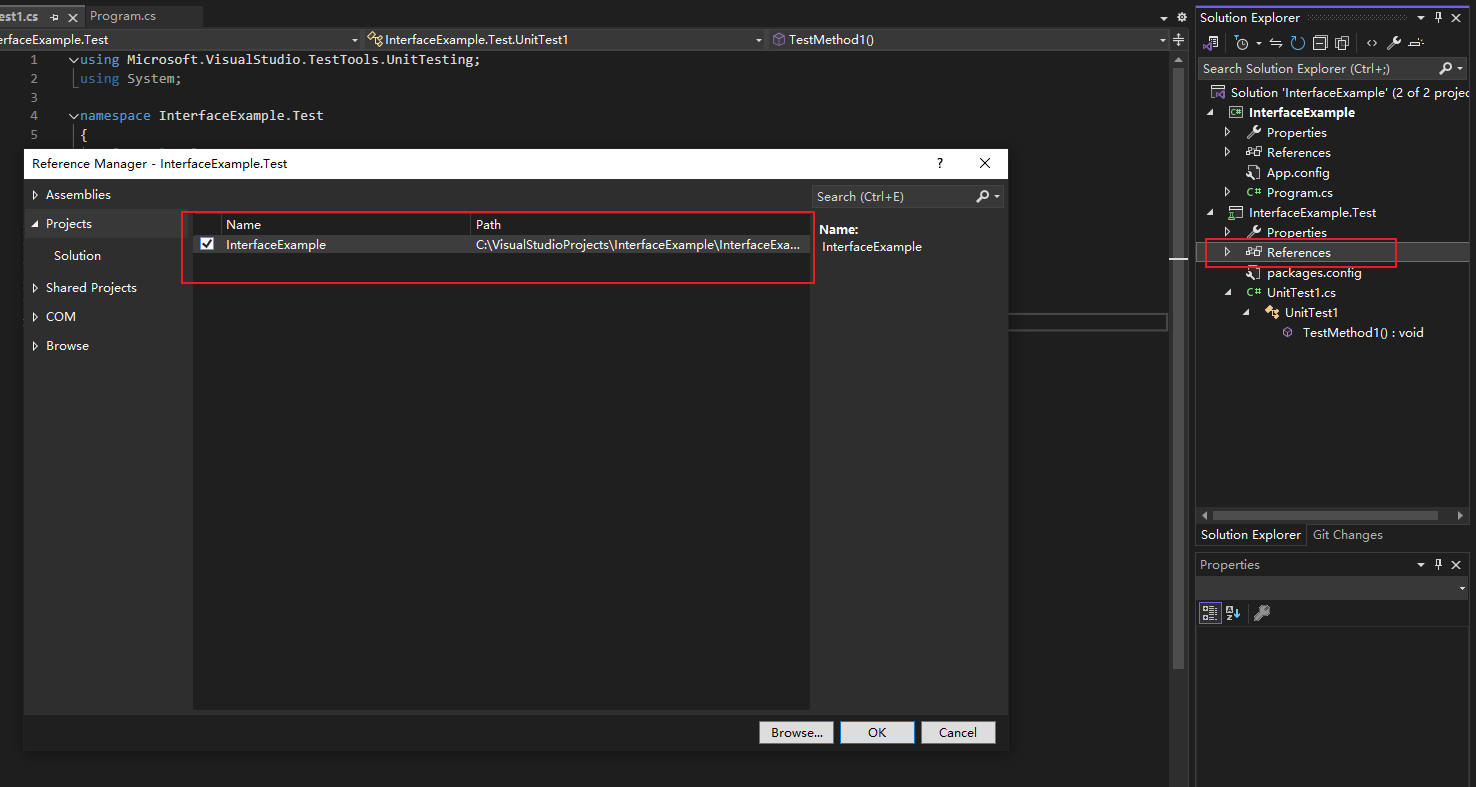 est1.cs
Program.cs
erfaceExample.Test
InterfaceExample.Test.UnitTest1
TestMethod1()
1 using Microsoft.VisualStudio.TestTools.UnitTesting;
2 using System;
3
4 namespace InterfaceExample.Test
5 {
Reference Manager - InterfaceExample.Test
?
Assemblies
Projects
Solution
Shared Projects
COM
Browse
Name Path
InterfaceExample C:\VisualStudioProjects\InterfaceExample\InterfaceExa...
Search (Ctrl+E)
Name:
InterfaceExample
Browse...
OK
Cancel
Solution Explorer
Search Solution Explorer (Ctrl+;)
Solution 'InterfaceExample' (2 of 2 projec
C# InterfaceExample
Properties
References
App.config
C# Program.cs
InterfaceExample.Test
Properties
References
packages.config
C# UnitTest1.cs
UnitTest1
TestMethod1() : void
Solution Explorer
Git Changes
Properties